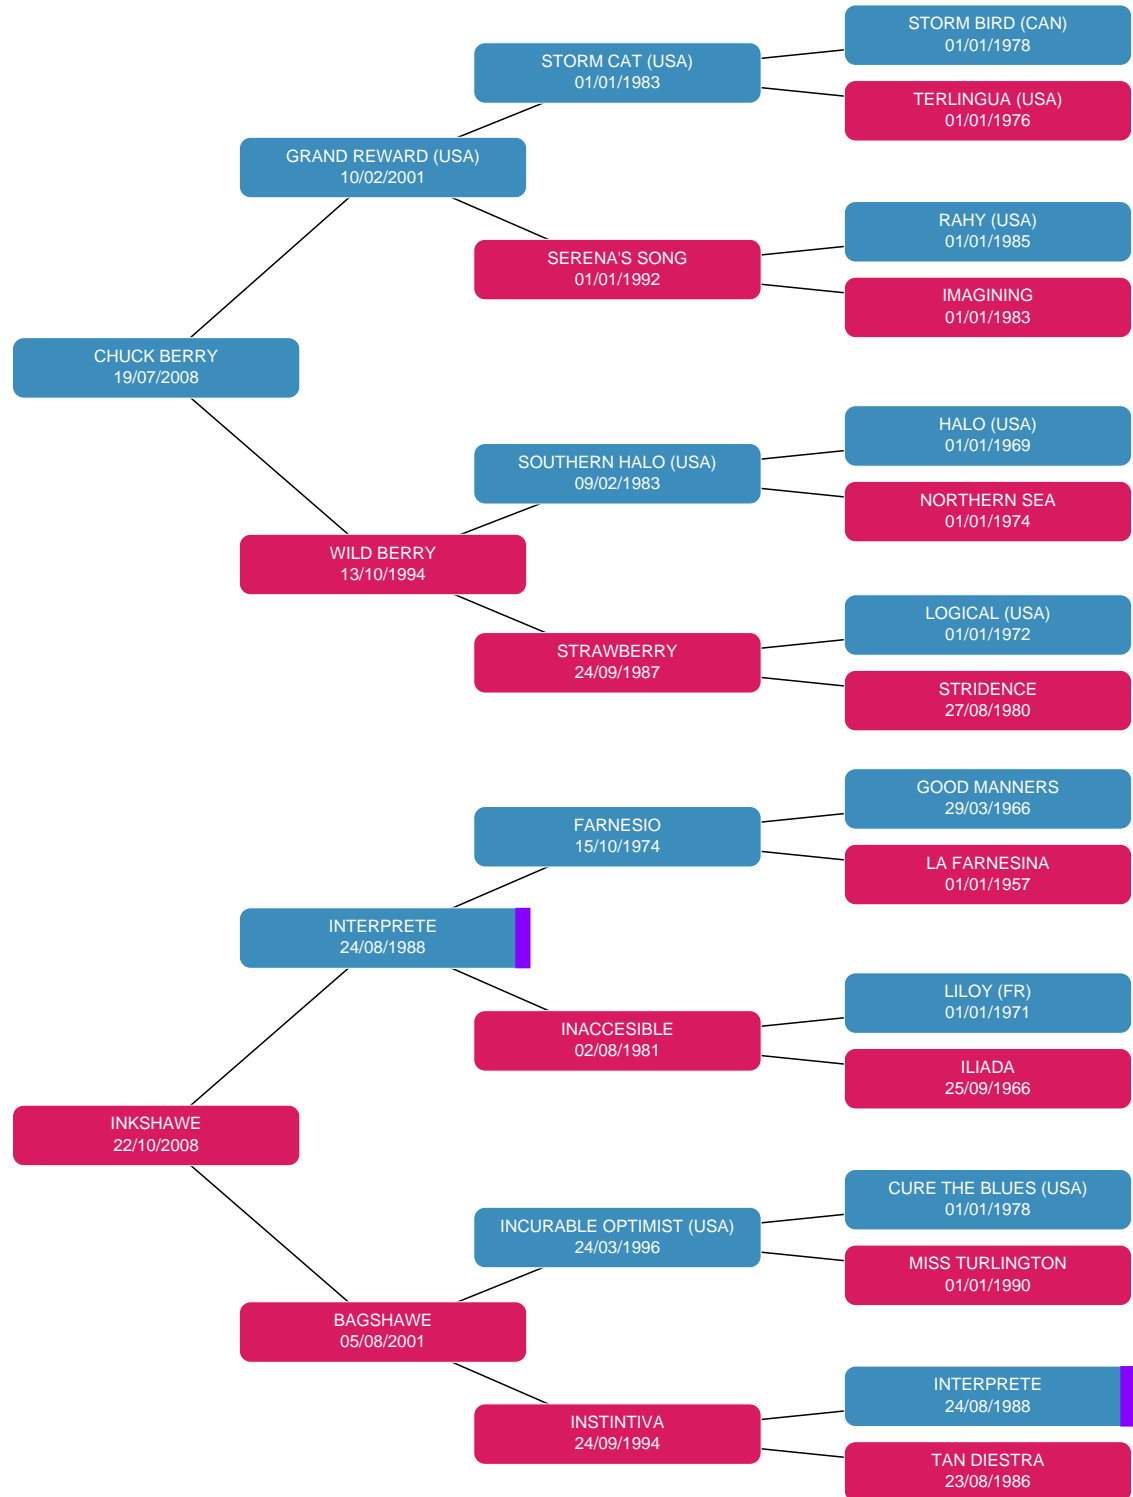 STORM BIRD (CAN)
01/01/1978
STORM CAT (USA)
01/01/1983
TERLINGUA (USA)
01/01/1976
GRAND REWARD (USA)
10/02/2001
RAHY (USA)
01/01/1985
SERENA'S SONG
01/01/1992
IMAGINING
01/01/1983
CHUCK BERRY
19/07/2008
HALO (USA)
01/01/1969
SOUTHERN HALO (USA)
09/02/1983
NORTHERN SEA
01/01/1974
WILD BERRY
13/10/1994
LOGICAL (USA)
01/01/1972
STRAWBERRY
24/09/1987
STRIDENCE
27/08/1980
GOOD MANNERS
29/03/1966
FARNESIO
15/10/1974
LA FARNESINA
01/01/1957
INTERPRETE
24/08/1988
LILOY (FR)
01/01/1971
INACCESIBLE
02/08/1981
ILIADA
25/09/1966
INKSHAWE
22/10/2008
CURE THE BLUES (USA)
01/01/1978
INCURABLE OPTIMIST (USA)
24/03/1996
MISS TURLINGTON
01/01/1990
BAGSHAWE
05/08/2001
INTERPRETE
24/08/1988
INSTINTIVA
24/09/1994
TAN DIESTRA
23/08/1986